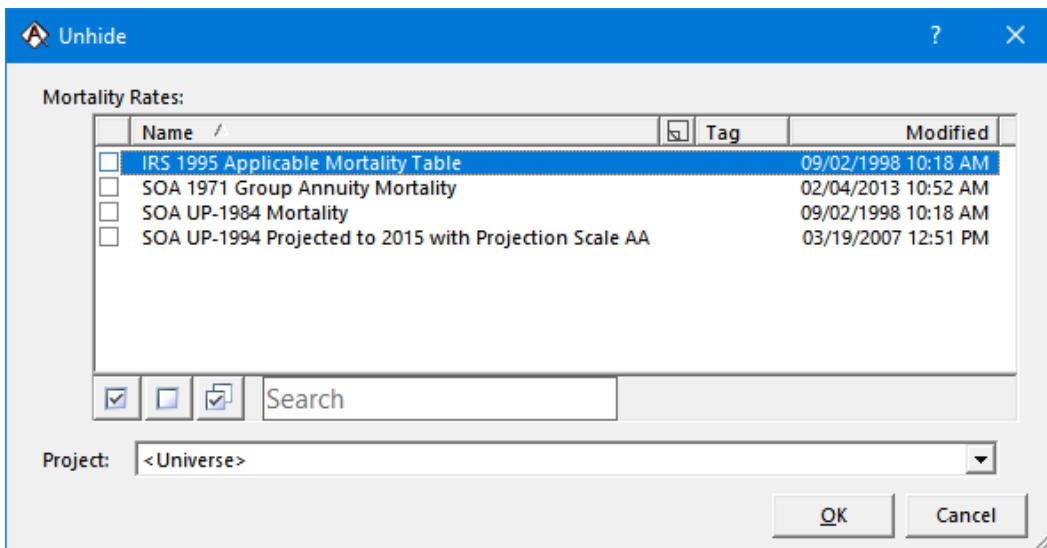 Unhide ?
Mortality Rates:
Name Tag Modified
IRS 1995 Applicable Mortality Table 09/02/1998 10:18 AM
SOA 1971 Group Annuity Mortality 02/04/2013 10:52 AM
SOA UP-1984 Mortality 09/02/1998 10:18 AM
SOA UP-1994 Projected to 2015 with Projection Scale AA 03/19/2007 12:51 PM
Search
Project: <Universe>
OK Cancel